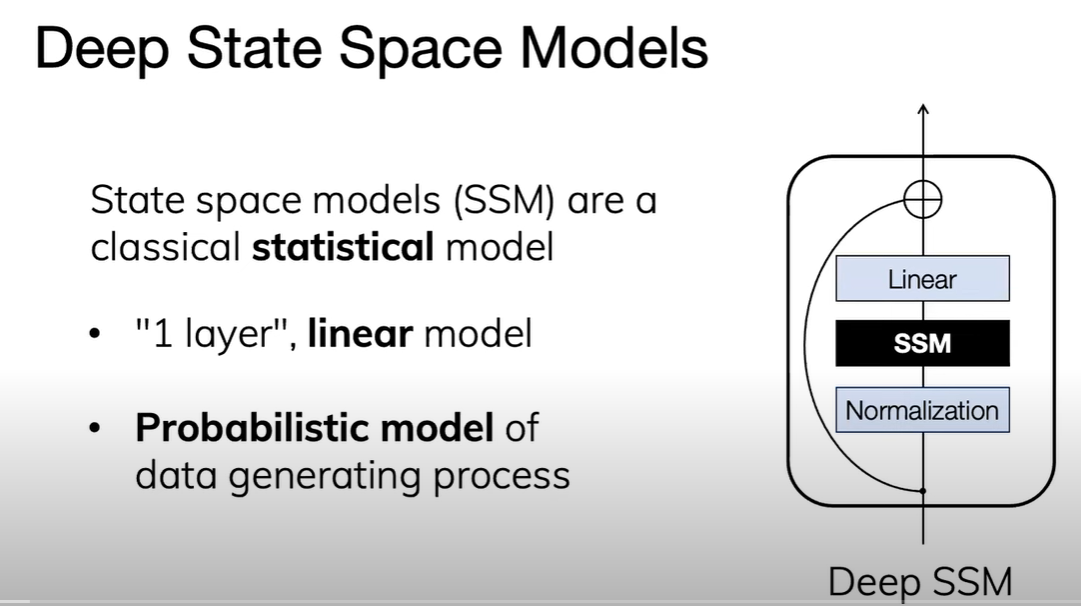 Deep State Space Models
State space models (SSM) are a
classical statistical model
• "1 layer", linear model
• Probabilistic model of
data generating process
Linear
SSM
Normalization
Deep SSM